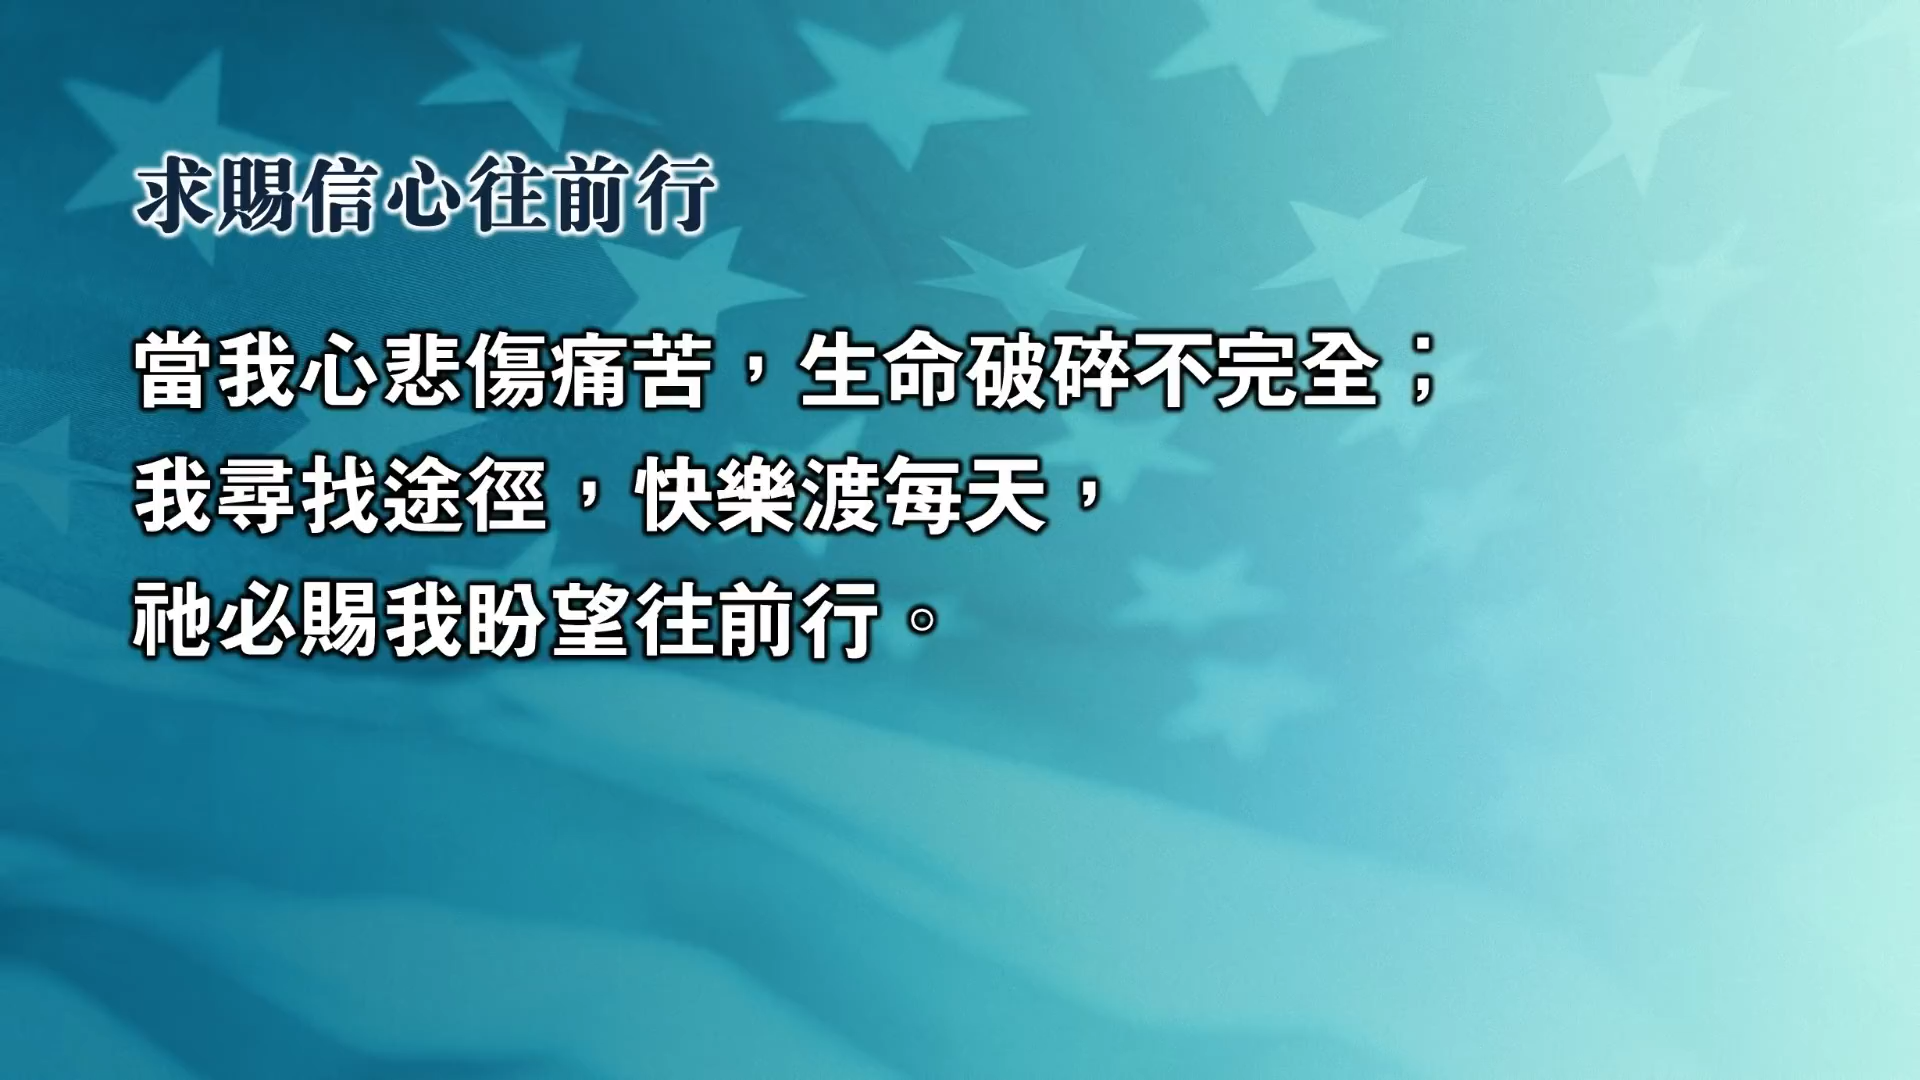 求賜信心往前行
當我心悲傷痛苦，生命破碎不完全；
我尋找途徑，快樂渡每天，
祂必賜我盼望往前行。